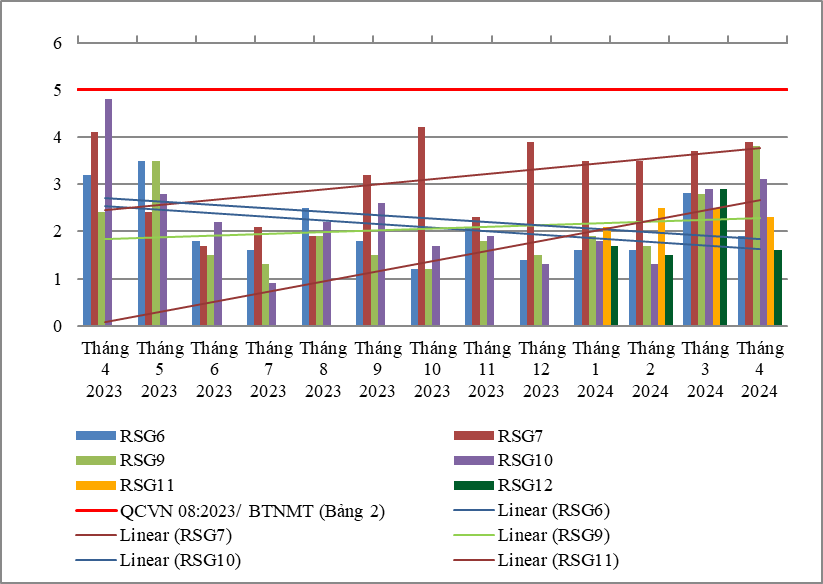 6
5
4
3
2
1
0
Tháng 4 2023
Tháng 5 2023
Tháng 6 2023
Tháng 7 2023
Tháng 8 2023
Tháng 9 2023
Tháng 10 2023
Tháng 11 2023
Tháng 12 2023
Tháng 1 2024
Tháng 2 2024
Tháng 3 2024
Tháng 4 2024
RSG6
RSG7
RSG9
RSG10
RSG11
RSG12
QCVN 08:2023/ BTNMT (Bảng 2)
Linear (RSG6)
Linear (RSG7)
Linear (RSG9)
Linear (RSG10)
Linear (RSG11)